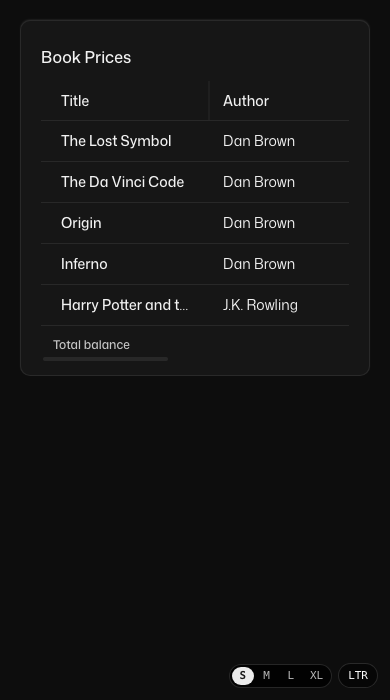 Book Prices
Title Author
The Lost Symbol Dan Brown
The Da Vinci Code Dan Brown
Origin Dan Brown
Inferno Dan Brown
Harry Potter and t... J.K. Rowling
Total balance
S M L XL LTR